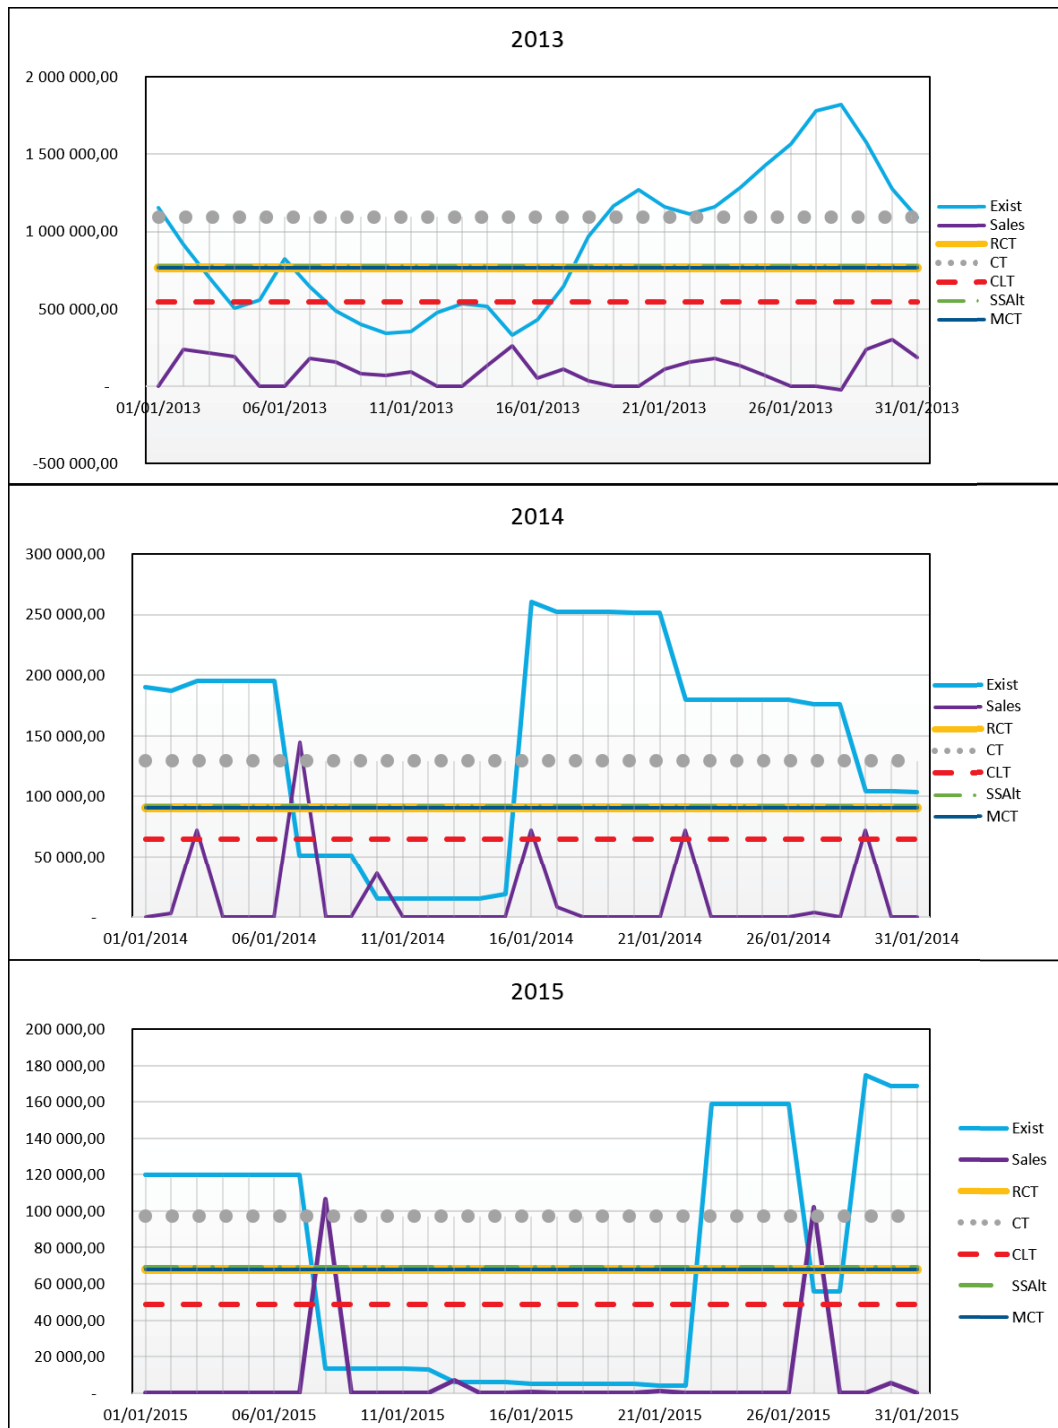 2013
2 000 000,00
1 500 000,00
1 000 000,00
500 000,00
-
-500 000,00
01/01/2013 06/01/2013 11/01/2013 16/01/2013 21/01/2013 26/01/2013 31/01/2013
Exist
Sales
RCT
CT
CLT
SSAlt
MCT
2014
300 000,00
250 000,00
200 000,00
150 000,00
100 000,00
50 000,00
-
01/01/2014 06/01/2014 11/01/2014 16/01/2014 21/01/2014 26/01/2014 31/01/2014
Exist
Sales
RCT
CT
CLT
SSAlt
MCT
2015
200 000,00
180 000,00
160 000,00
140 000,00
120 000,00
100 000,00
80 000,00
60 000,00
40 000,00
20 000,00
-
01/01/2015 06/01/2015 11/01/2015 16/01/2015 21/01/2015 26/01/2015 31/01/2015
Exist
Sales
RCT
CT
CLT
SSAlt
MCT